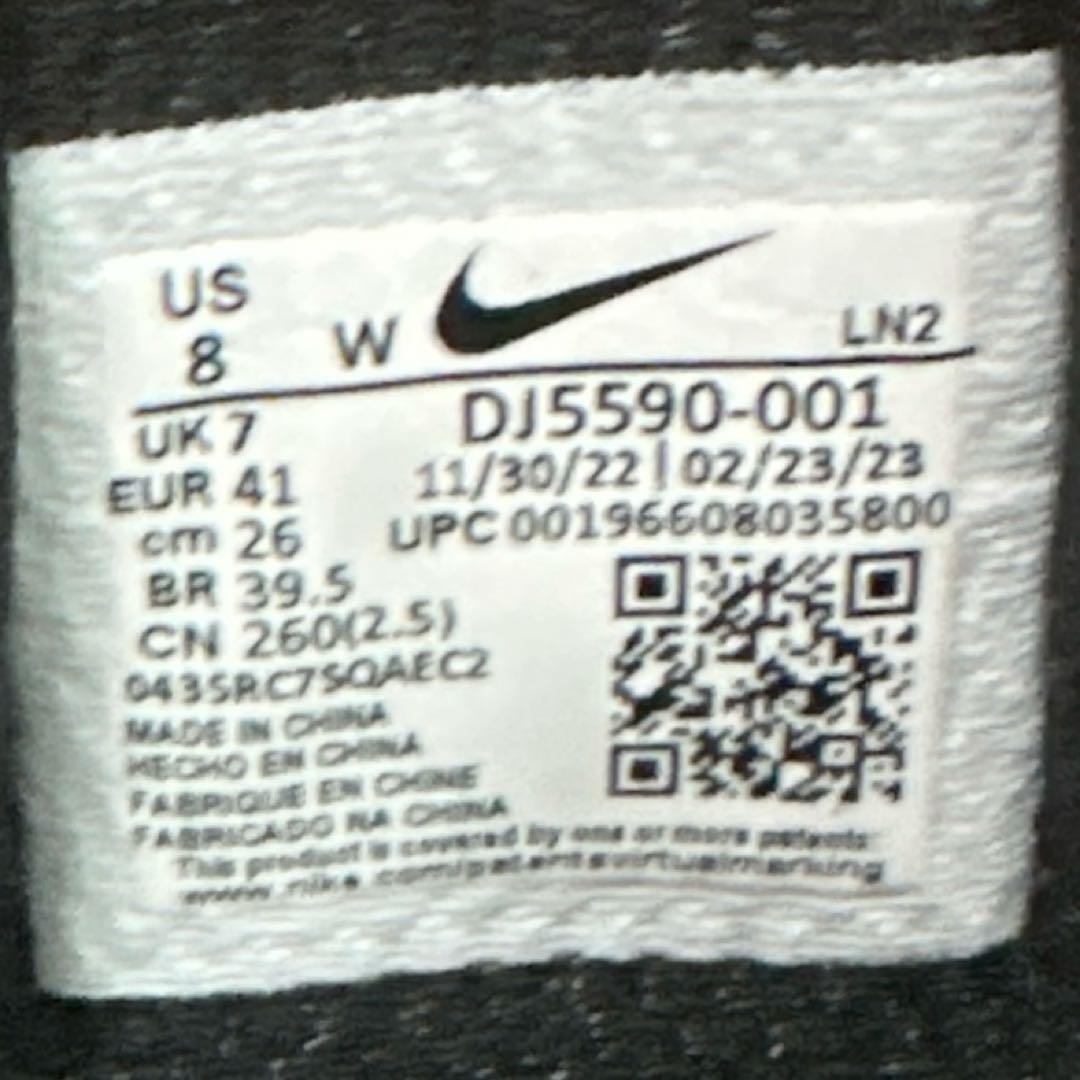 US
8 W LN2
UK 7 DJ5590-001
EUR 41 11/30/22 | 02/23/23
cm 26 UPC 00196608035800
BR 39.5
CN 260(2.5)
0435RC7SQAEC2
MADE IN CHINA
HECHO EN CHINA
FABRIQUE EN CHINE
FABRICADO NA CHINA
This product is covered by one or more patents:
www.nike.com/patentsvirtualmarking